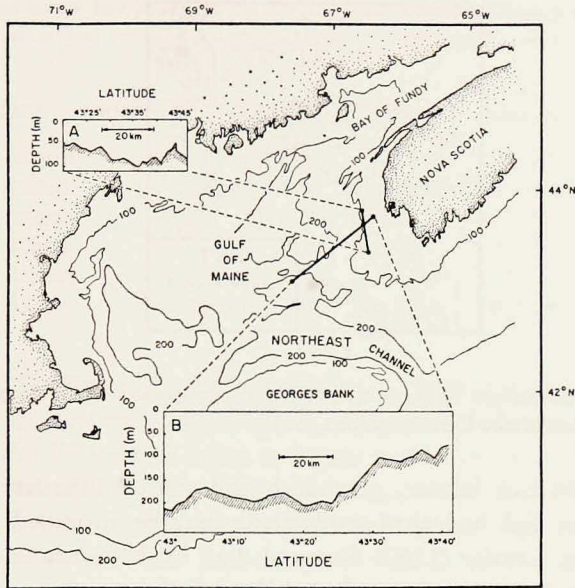 71° 69° 67° 65°
LATITUDE
43°25' 43°35' 43°45'
0
50
100
DEPTH (m)
A
20 km
BAY OF FUNDY
100
NOVA SCOTIA
44°N
200
100
GULF
OF
MAINE
100
200
200
NORTHEAST
CHANNEL
200
100
GEORGES BANK
42°N
100
0
50
100
150
200
DEPTH (m)
B
20 km
43° 43°10' 43°20' 43°30' 43°40'
100
200
LATITUDE